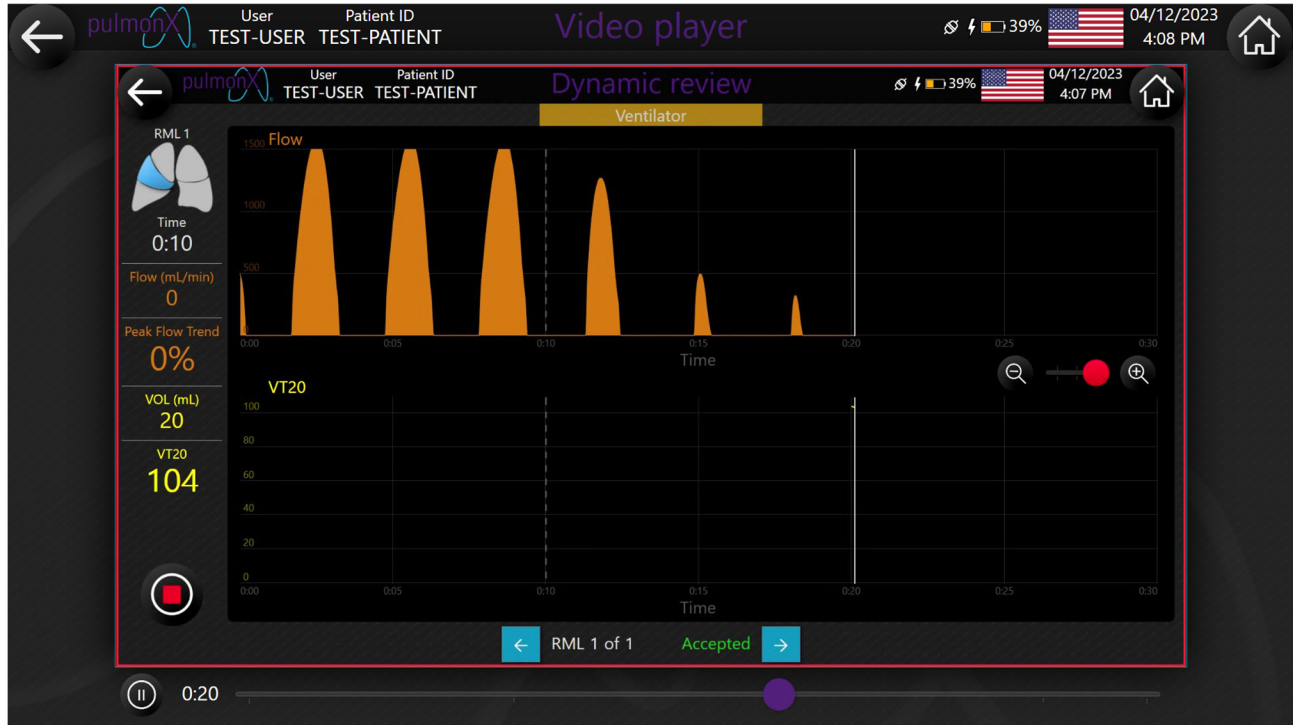 pulmonX
User
TEST-USER
Patient ID
TEST-PATIENT
Video player
39%
04/12/2023
4:08 PM
pulmonX
User
TEST-USER
Patient ID
TEST-PATIENT
Dynamic review
39%
04/12/2023
4:07 PM
Ventilator
RML 1
Time
0:10
Flow (mL/min)
0
Peak Flow Trend
0%
VOL (mL)
20
VT20
104
Flow
1500
1000
500
0
0:00 0:05 0:10 0:15 0:20 0:25 0:30
Time
VT20
100
80
60
40
20
0
0:00 0:05 0:10 0:15 0:20 0:25 0:30
Time
RML 1 of 1 Accepted
0:20